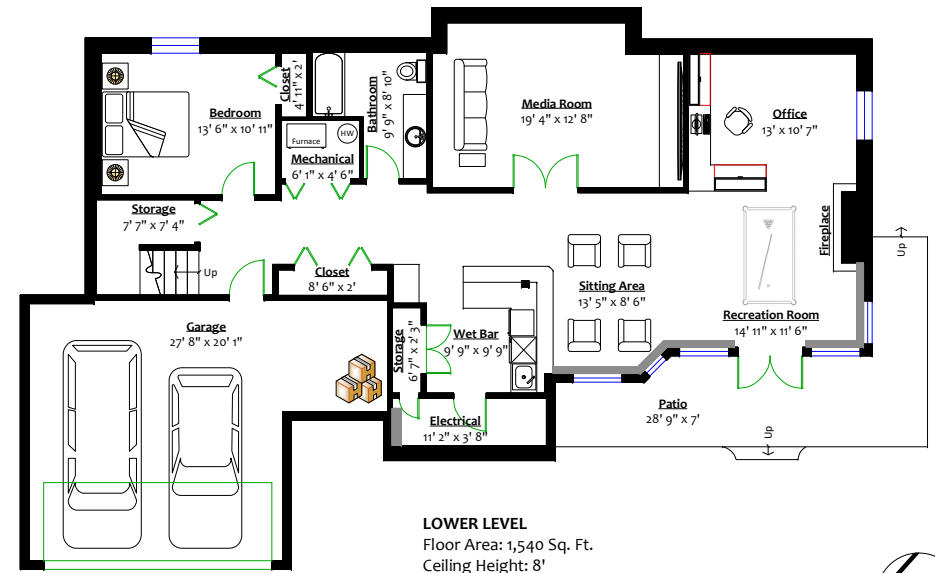 Bedroom
13' 6" x 10' 11"
Closet
4' 11" x 2'
Bathroom
9' 9" x 8' 10"
Furnace
HW
Mechanical
6' 1" x 4' 6"
Media Room
19' 4" x 12' 8"
Office
13' x 10' 7"
Storage
7' 7" x 7' 4"
Up
Closet
8' 6" x 2'
Fireplace
Up
Sitting Area
13' 5" x 8' 6"
Recreation Room
14' 11" x 11' 6"
Garage
27' 8" x 20' 1"
Storage
6' 7" x 2' 3"
Wet Bar
9' 9" x 9' 9"
Electrical
11' 2" x 3' 8"
Patio
28' 9" x 7'
Up
LOWER LEVEL
Floor Area: 1,540 Sq. Ft.
Ceiling Height: 8'